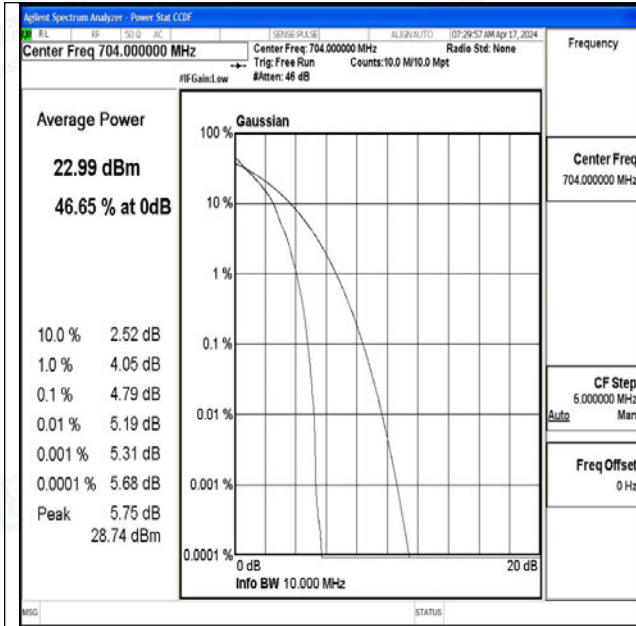 Agilent Spectrum Analyzer - Power Stat CCDF
RL RF 50 Ω AC SENSE:PULSE ALIGNAUTO 07:29:57 AM Apr 17, 2024
Center Freq 704.000000 MHz
Center Freq: 704.000000 MHz Radio Std: None
Trig: Free Run Counts:10.0 M/10.0 Mpt
#IFGain:Low #Atten: 46 dB
Frequency
Average Power
22.99 dBm
46.65 % at 0dB
10.0 % 2.52 dB
1.0 % 4.05 dB
0.1 % 4.79 dB
0.01 % 5.19 dB
0.001 % 5.31 dB
0.0001 % 5.68 dB
Peak 5.75 dB
28.74 dBm
Gaussian
100 %
10 %
1 %
0.1 %
0.01 %
0.001 %
0.0001 %
0 dB 20 dB
Info BW 10.000 MHz
Center Freq
704.000000 MHz
CF Step
5.000000 MHz
Auto Man
Freq Offset
0 Hz
MSG STATUS